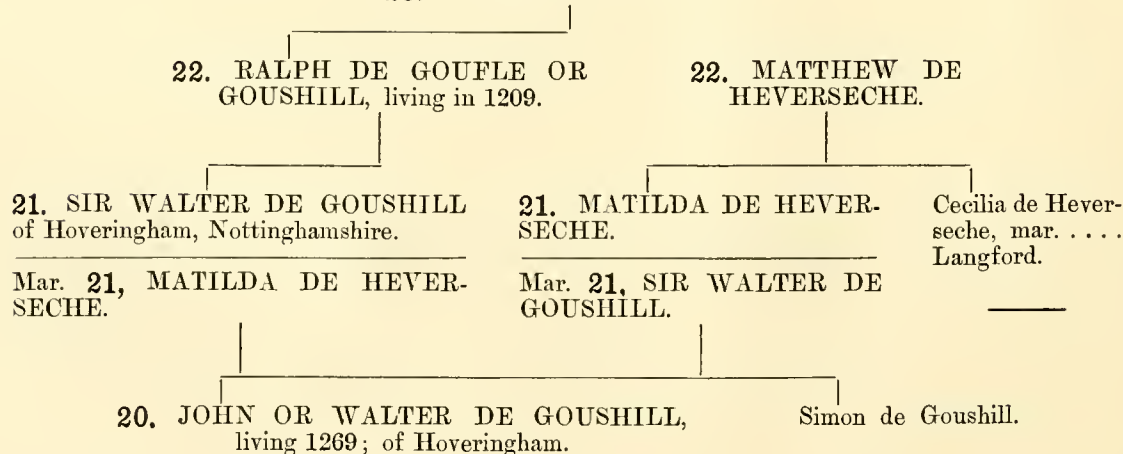 22. RALPH DE GOUFLE OR
GOUSHILL, living in 1209.
22. MATTHEW DE
HEVERSECHE.
21. SIR WALTER DE GOUSHILL
of Hoveringham, Nottinghamshire.
Mar. 21, MATILDA DE HEVER-
SECHE.
21. MATILDA DE HEVER-
SECHE.
Mar. 21, SIR WALTER DE
GOUSHILL.
Cecilia de Hever-
seche, mar. . . . .
Langford.
20. JOHN OR WALTER DE GOUSHILL,
living 1269; of Hoveringham.
Simon de Goushill.